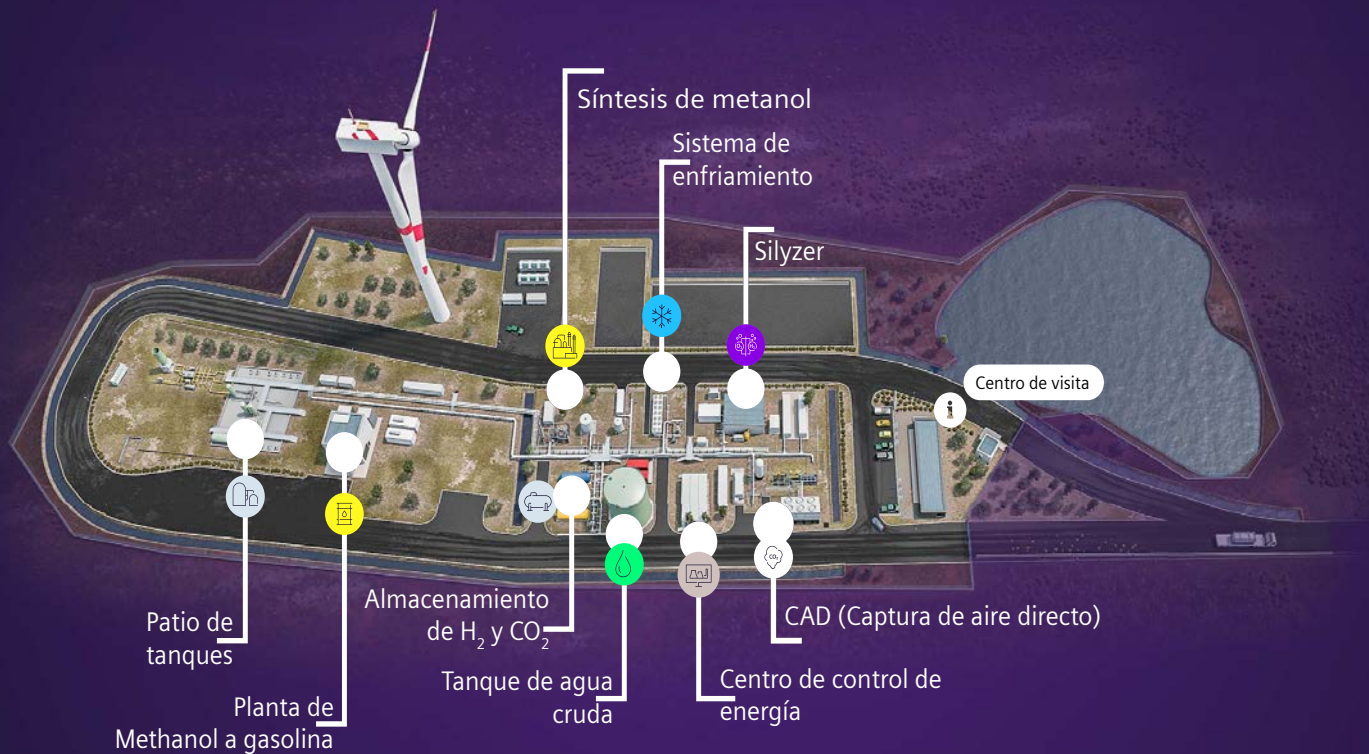 Síntesis de metanol
Sistema de
enfriamiento
Silyzer
Centro de visita
Patio de
tanques
Planta de
Methanol a gasolina
Almacenamiento
de H₂ y CO₂
Tanque de agua
cruda
Centro de control de
energía
CO₂
CAD (Captura de aire directo)